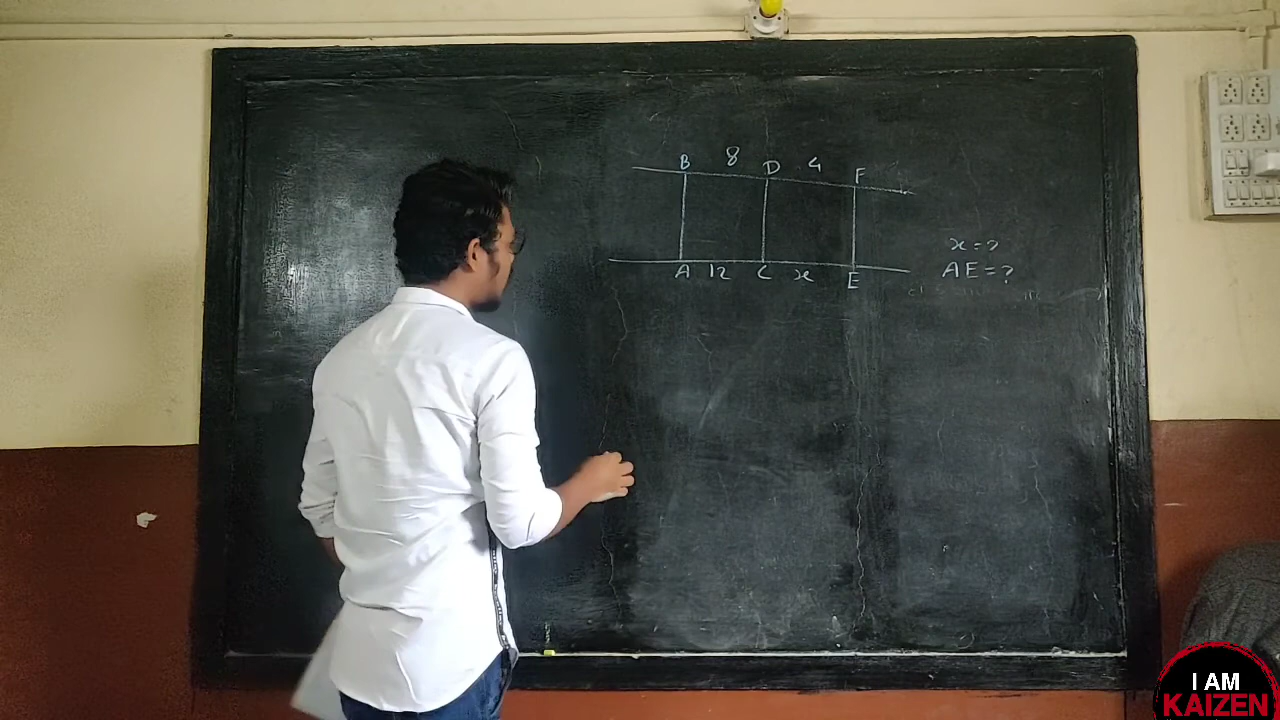 B 8 D 4 F
A 12 C x E
x = ?
AE = ?
I AM
KAIZEN